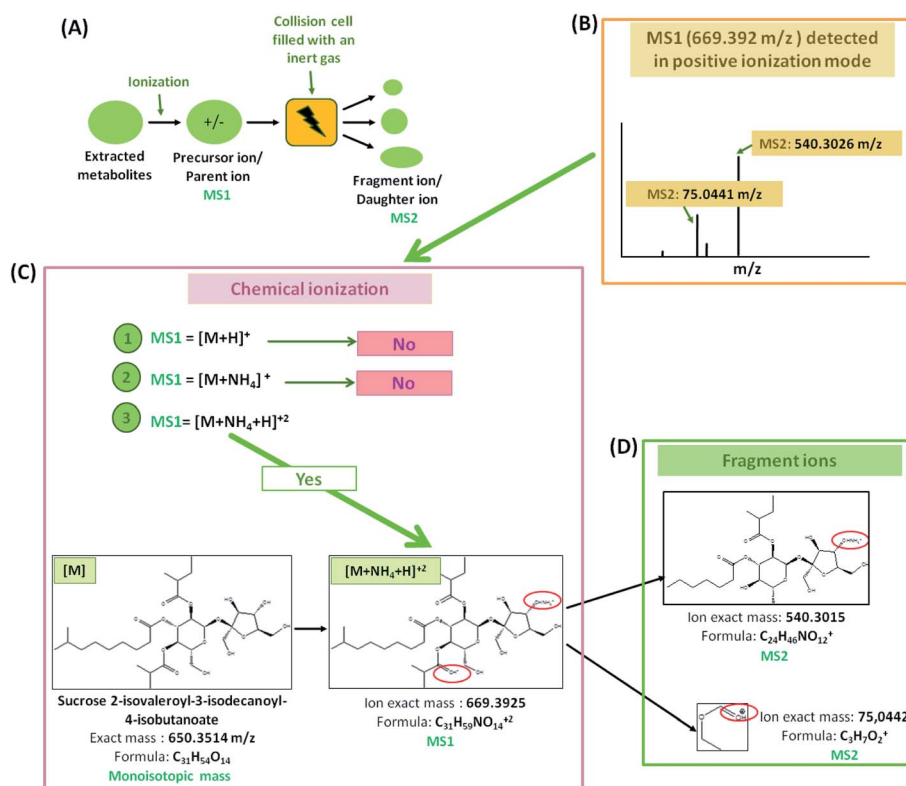 (A)
Collision cell
filled with an
inert gas
Ionization
+/-
Extracted
metabolites
Precursor ion/
Parent ion
MS1
Fragment ion/
Daughter ion
MS2
(B)
MS1 (669.392 m/z ) detected
in positive ionization mode
MS2: 540.3026 m/z
MS2: 75.0441 m/z
m/z
(C)
Chemical ionization
1 MS1 = [M+H]⁺ No
2 MS1 = [M+NH₄] ⁺ No
3 MS1= [M+NH₄+H]⁺²
Yes
[M]
Sucrose 2-isovaleroyl-3-isodecanoyl-
4-isobutanoate
Exact mass : 650.3514 m/z
Formula: C₃₁H₅₄O₁₄
Monoisotopic mass
[M+NH₄+H]⁺²
Ion exact mass : 669.3925
Formula: C₃₁H₅₉NO₁₄⁺²
MS1
(D)
Fragment ions
Ion exact mass: 540.3015
Formula: C₂₄H₄₆NO₁₂⁺
MS2
Ion exact mass: 75,0442
Formula: C₃H₇O₂⁺
MS2